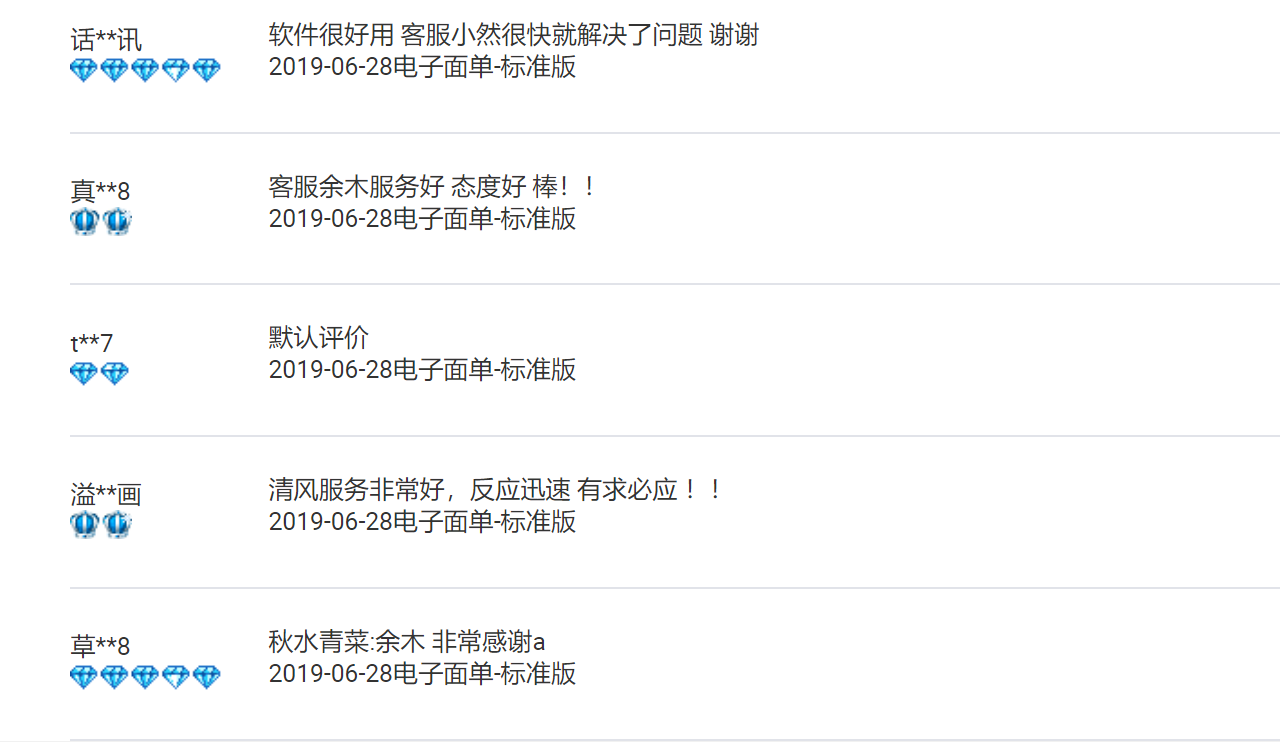 话**讯
软件很好用 客服小然很快就解决了问题 谢谢
2019-06-28电子面单-标准版
真**8
客服余木服务好 态度好 棒！！
2019-06-28电子面单-标准版
t**7
默认评价
2019-06-28电子面单-标准版
溢**画
清风服务非常好，反应迅速 有求必应 ！！
2019-06-28电子面单-标准版
草**8
秋水青菜:余木 非常感谢a
2019-06-28电子面单-标准版